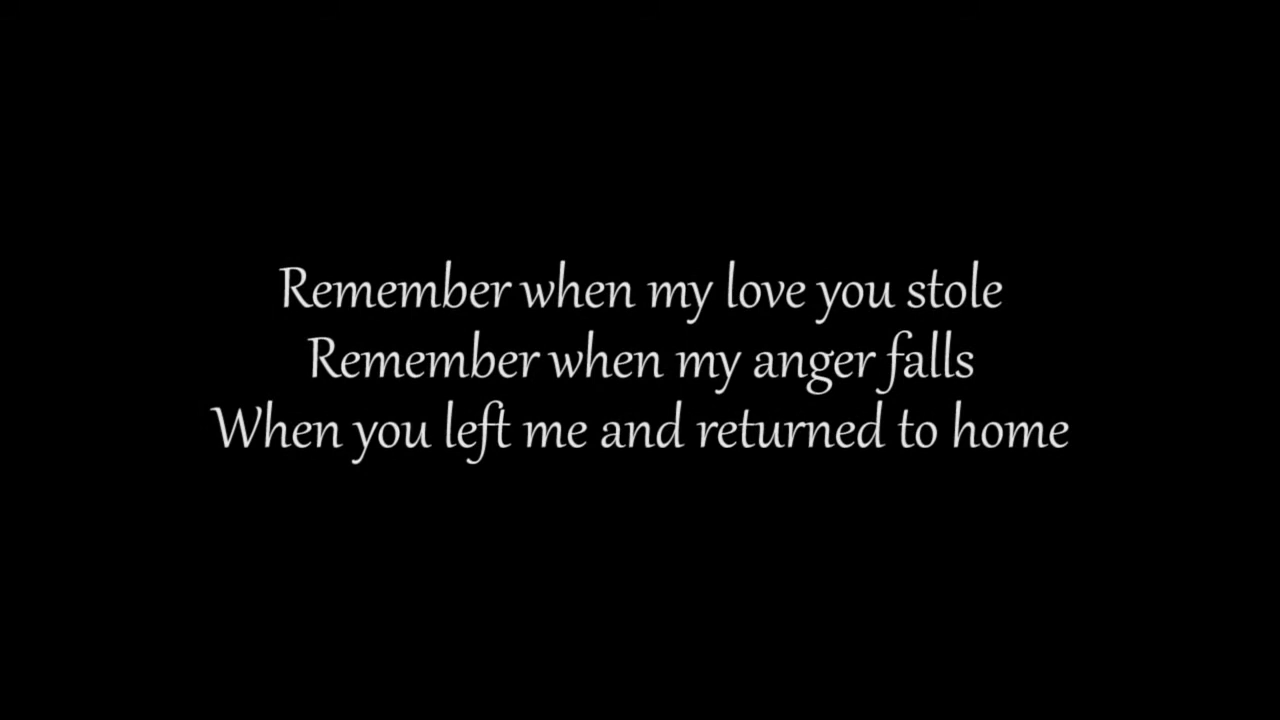 Remember when my love you stole
Remember when my anger falls
When you left me and returned to home